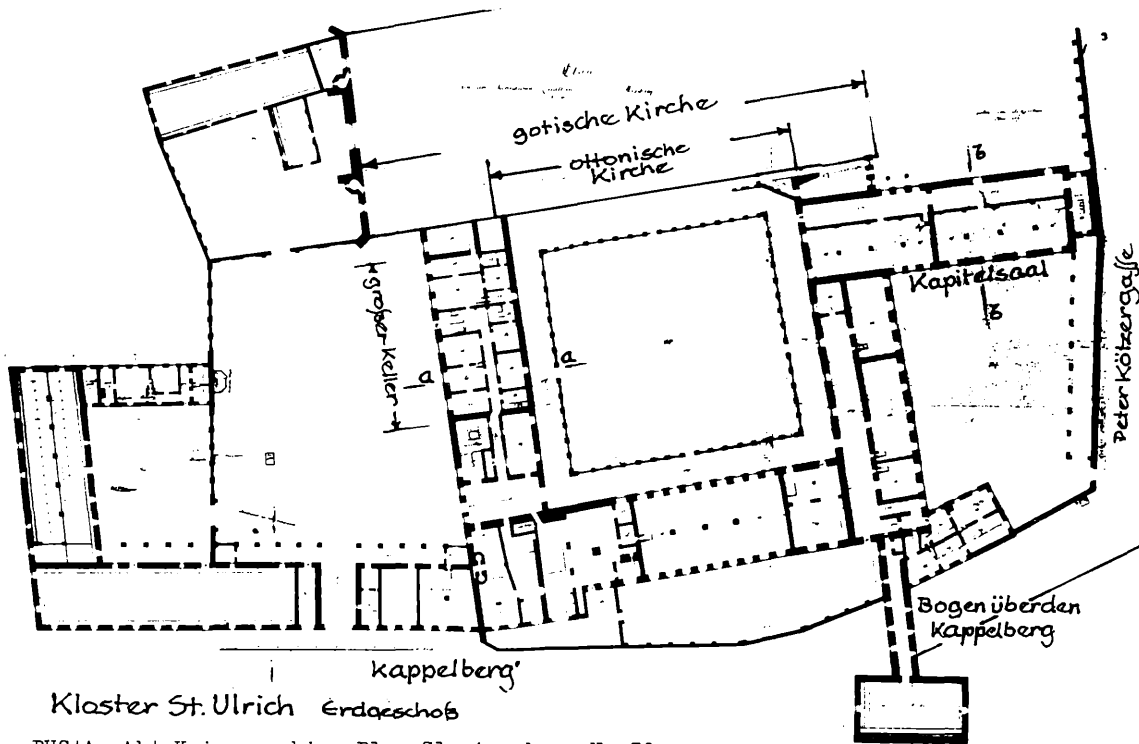 gotische Kirche
ottonische
Kirche
b
Kapitelsaal
b
großer Keller
a
a
Peter Kötzergasse
Bogen über den
Kappelberg
Kappelberg
Kloster St. Ulrich Erdgeschoß